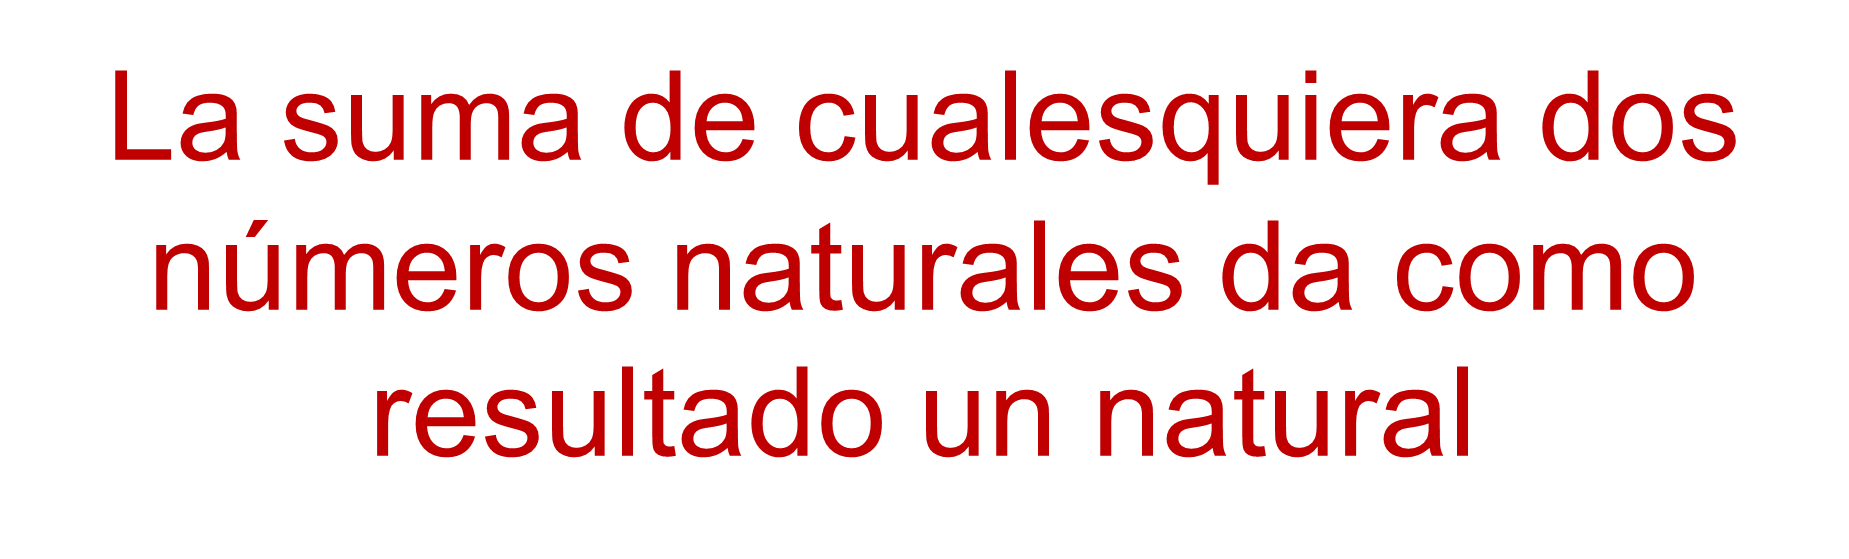 La suma de cualesquiera dos
números naturales da como
resultado un natural